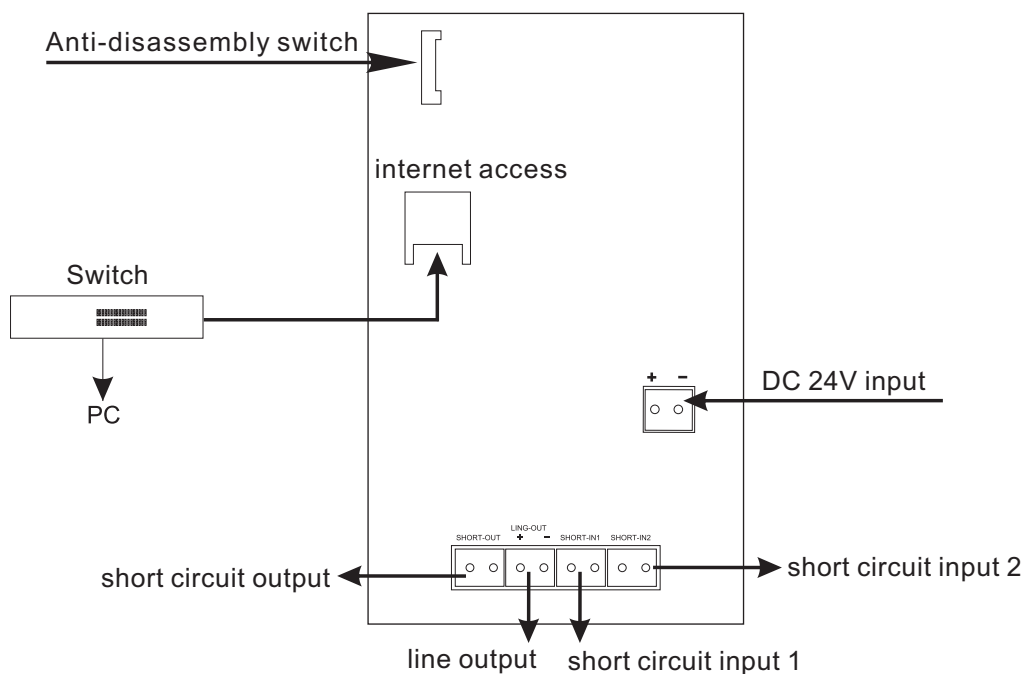 Anti-disassembly switch
internet access
Switch
PC
+ −
DC 24V input
LING-OUT
SHORT-OUT + − SHORT-IN1 SHORT-IN2
short circuit output
short circuit input 2
line output
short circuit input 1